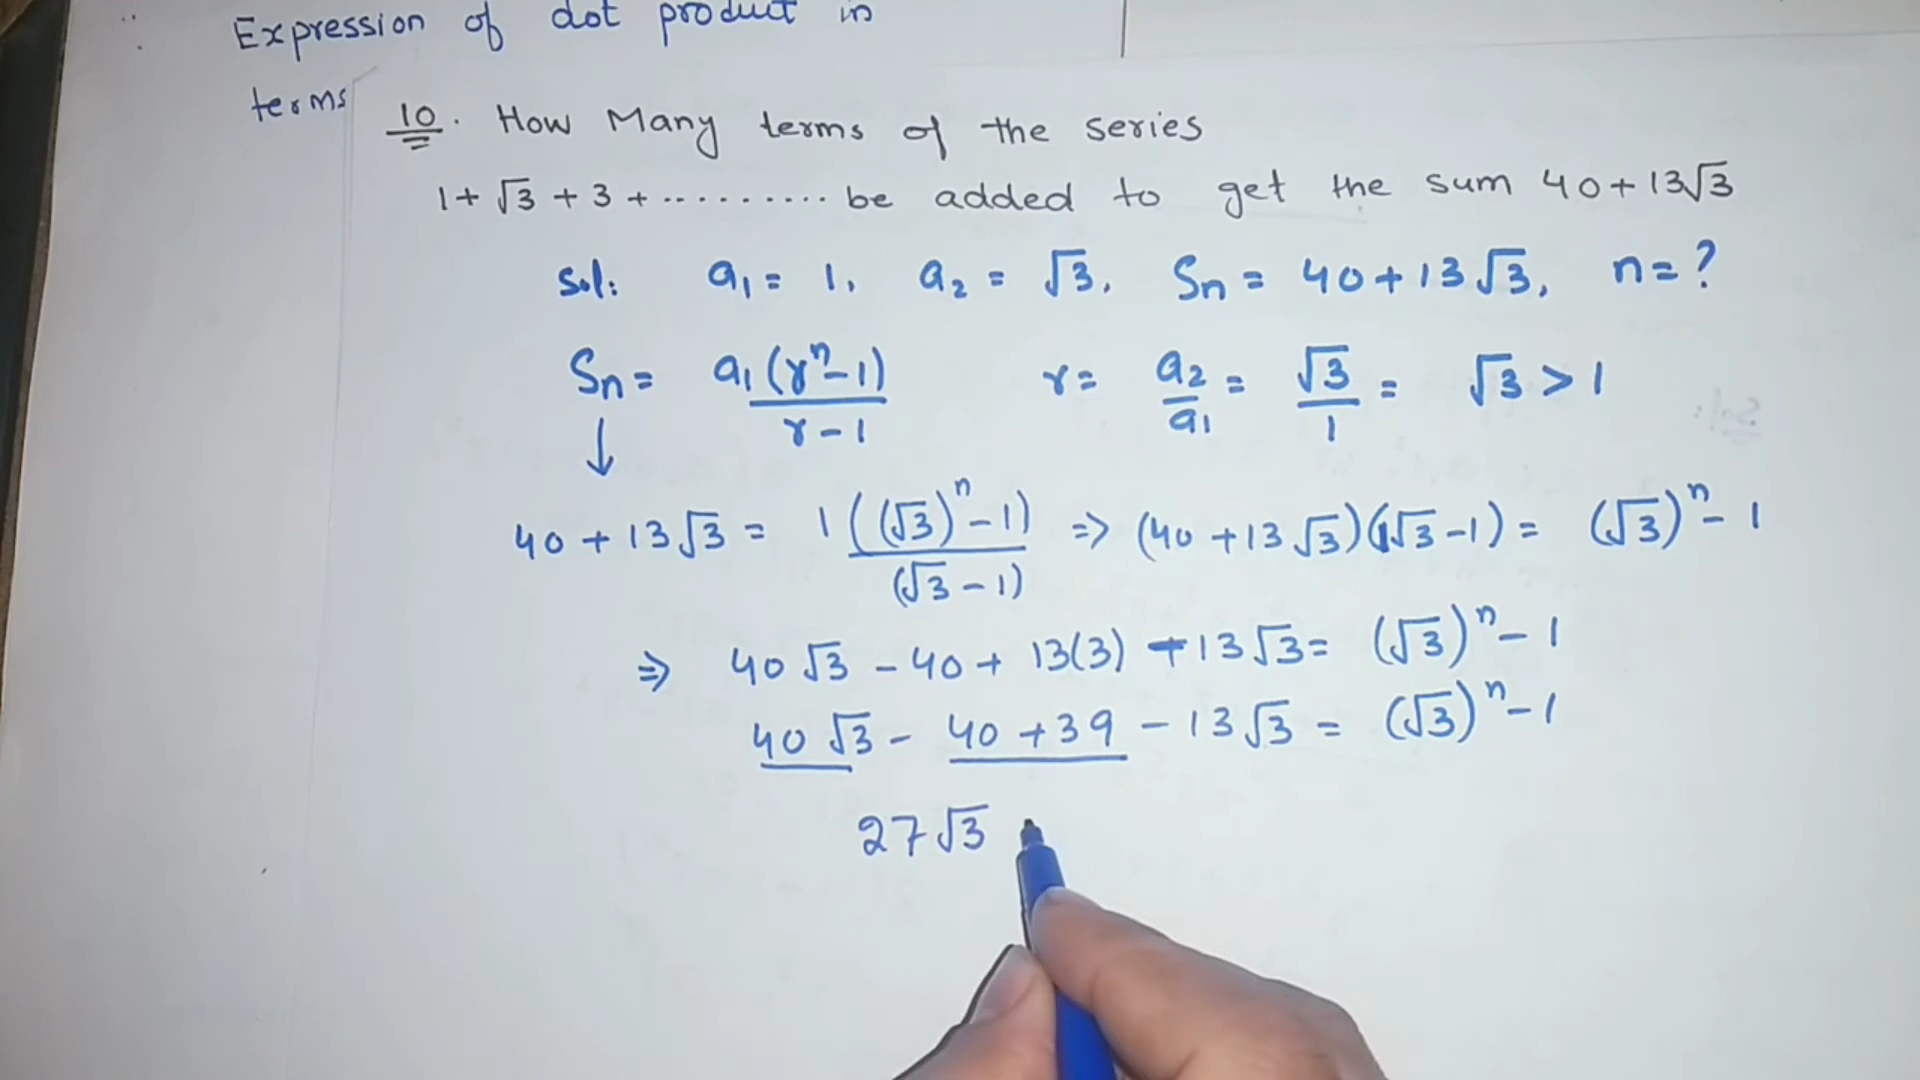 Expression of dot product in
terms
10. How Many terms of the series
1 + √3 + 3 + .......... be added to get the sum 40 + 13√3
Sol: a₁ = 1, a₂ = √3, Sn = 40 + 13√3, n = ?
Sn = a₁(rⁿ-1)/r-1 r = a₂/a₁ = √3/1 = √3 > 1
↓
40 + 13√3 = 1((√3)ⁿ-1)/(√3-1) => (40 + 13√3)(√3-1) = (√3)ⁿ - 1
=> 40√3 - 40 + 13(3) - 13√3 = (√3)ⁿ - 1
40√3 - 40 + 39 - 13√3 = (√3)ⁿ - 1
27√3